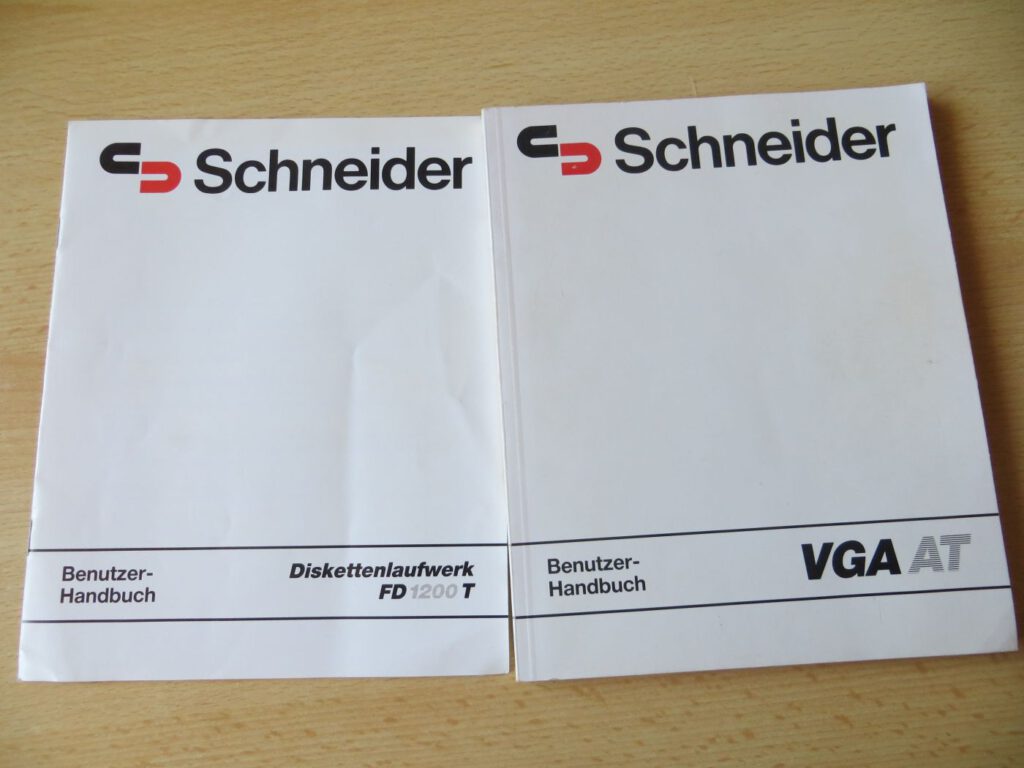 Schneider
Benutzer-
Handbuch
Diskettenlaufwerk
FD 1200 T
Schneider
Benutzer-
Handbuch
VGA AT